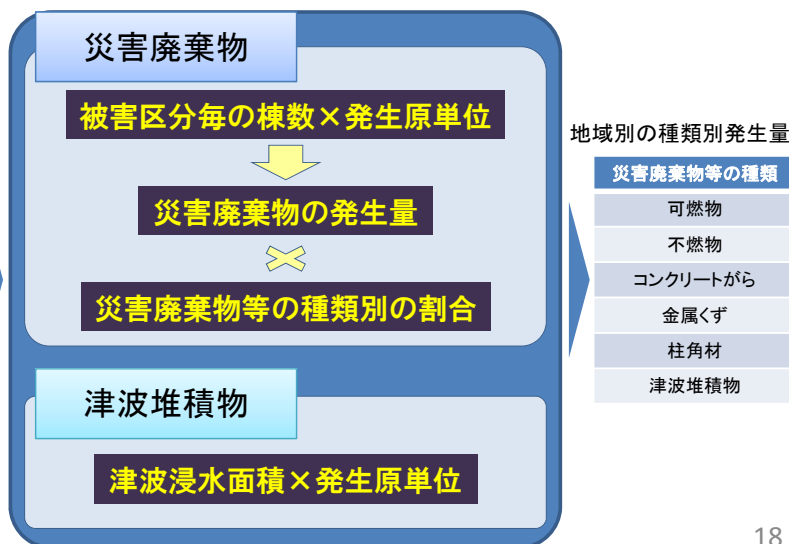 災害廃棄物
被害区分毎の棟数×発生原単位
災害廃棄物の発生量
災害廃棄物等の種類別の割合
津波堆積物
津波浸水面積×発生原単位
地域別の種類別発生量
災害廃棄物等の種類
可燃物
不燃物
コンクリートがら
金属くず
柱角材
津波堆積物
18